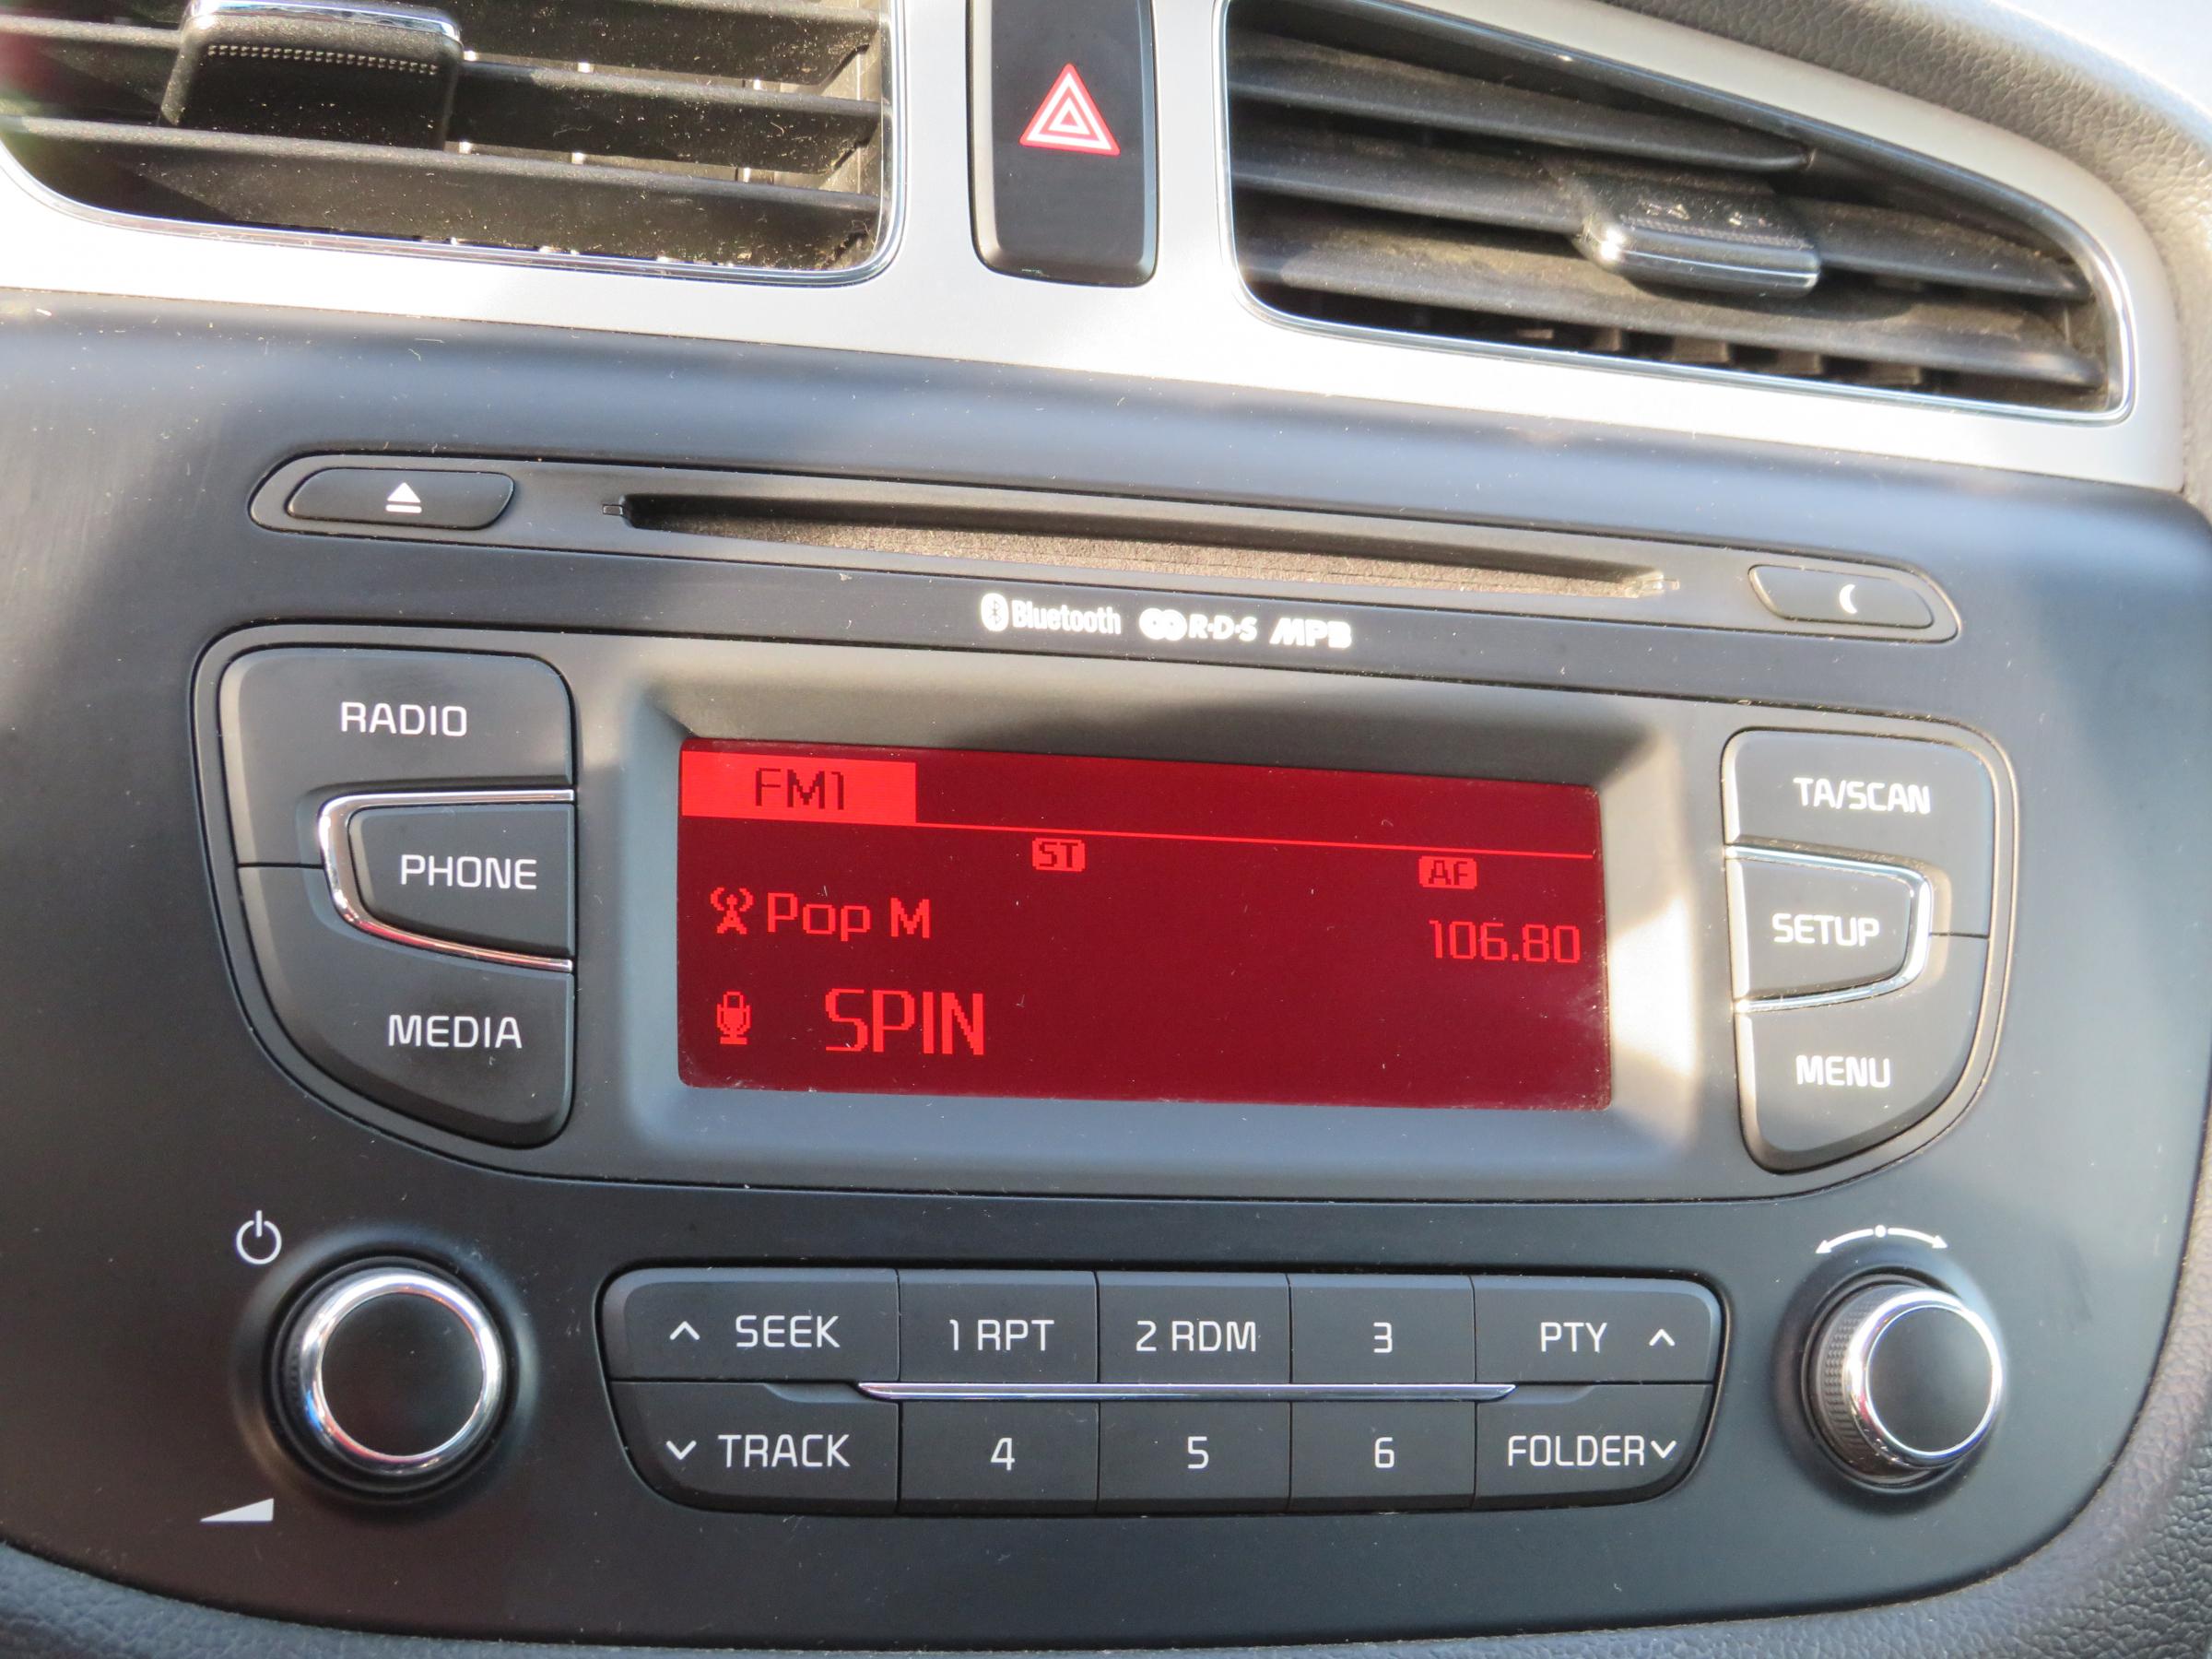 Bluetooth R·D·S MP3
RADIO
PHONE
MEDIA
FM1
ST
AF
Pop M
106.80
SPIN
TA/SCAN
SETUP
MENU
SEEK
1 RPT
2 RDM
3
PTY
TRACK
4
5
6
FOLDER